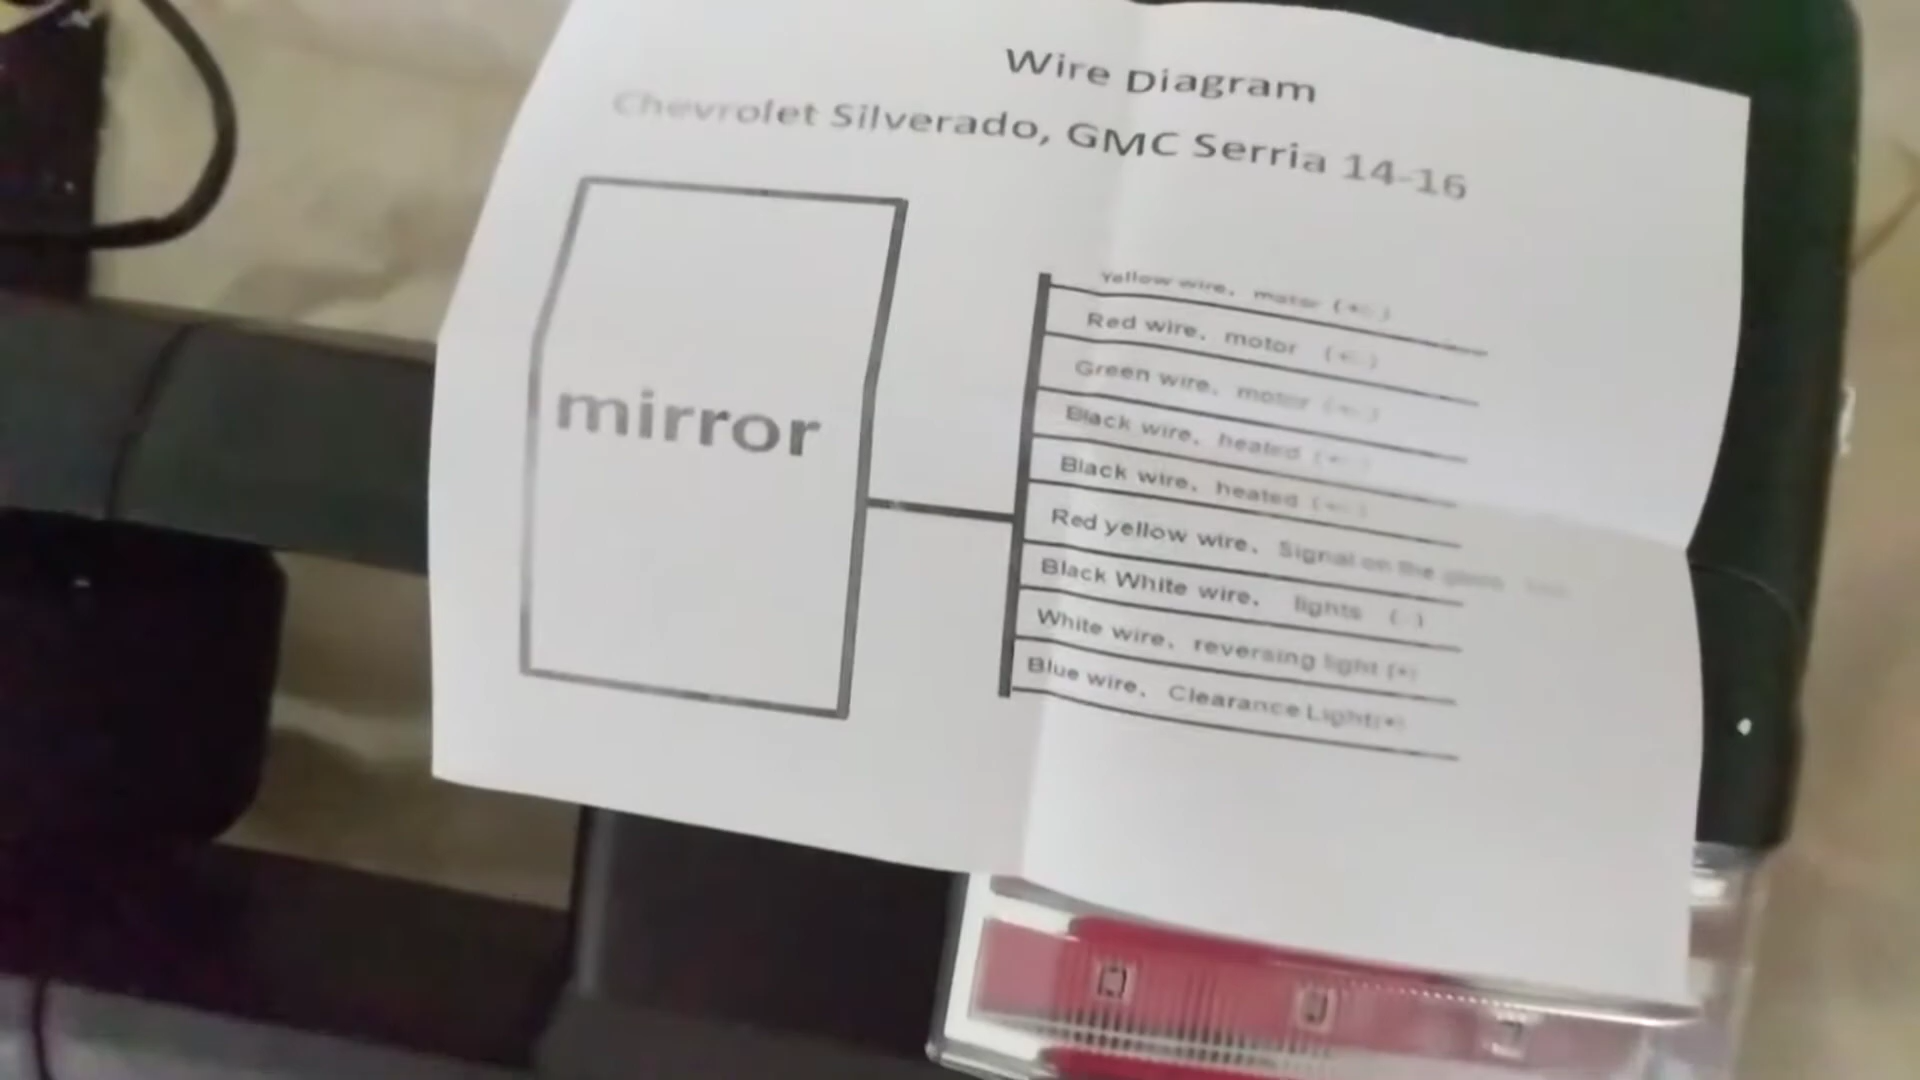 Wire Diagram
Chevrolet Silverado, GMC Serria 14-16
mirror
Yellow wire, motor
Red wire, motor
Green wire, motor
Black wire, heated
Black wire, heated
Red yellow wire, Signal on the
Black White wire, lights
White wire, reversing light (+)
Blue wire, Clearance Light(+)